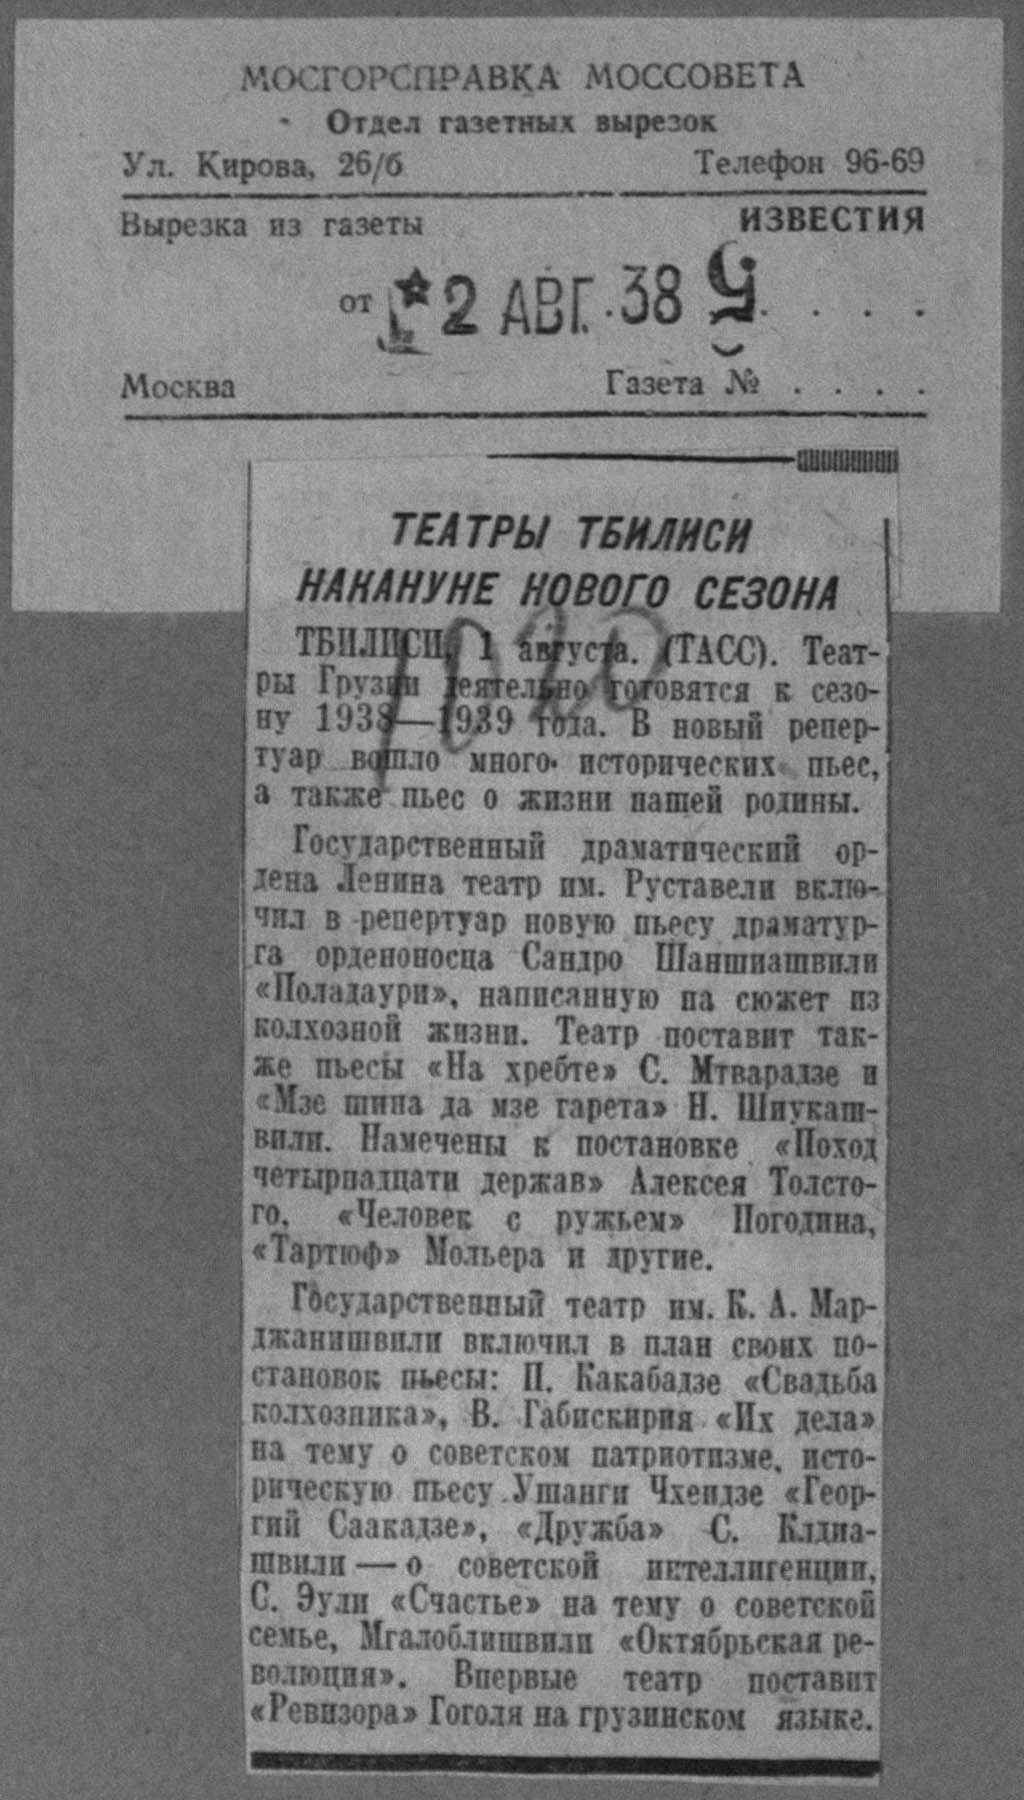 МОСГОРСПРАВКА МОССОВЕТА
Отдел газетных вырезок
Ул. Кирова, 26/б Телефон 96-69
Вырезка из газеты ИЗВЕСТИЯ
от 2 АВГ. 38
Москва Газета № . . . .
ТЕАТРЫ ТБИЛИСИ
НАКАНУНЕ НОВОГО СЕЗОНА
ТБИЛИСИ, 1 августа. (ТАСС). Теат-
ры Грузии деятельно готовятся к сезо-
ну 1938—1939 года. В новый репер-
туар вошло много исторических пьес,
а также пьес о жизни нашей родины.
Государственный драматический ор-
дена Ленина театр им. Руставели вклю-
чил в репертуар новую пьесу драматур-
га орденоносца Сандро Шаншиашвили
«Поладаури», написанную на сюжет из
колхозной жизни. Театр поставит так-
же пьесы «На хребте» С. Мтварадзе и
«Мзе шина да мзе гарета» Н. Шиукаш-
вили. Намечены к постановке «Поход
четырнадцати держав» Алексея Толсто-
го, «Человек с ружьем» Погодина,
«Тартюф» Мольера и другие.
Государственный театр им. К. А. Мар-
джанишвили включил в план своих по-
становок пьесы: П. Какабадзе «Свадьба
колхозника», В. Габискирия «Их дела»
на тему о советском патриотизме, исто-
рическую пьесу Ушанги Чхеидзе «Геор-
гий Саакадзе», «Дружба» С. Клдиа-
швили — о советской интеллигенции,
С. Эули «Счастье» на тему о советской
семье, Мгалоблишвили «Октябрьская ре-
волюция». Впервые театр поставит
«Ревизора» Гоголя на грузинском языке.